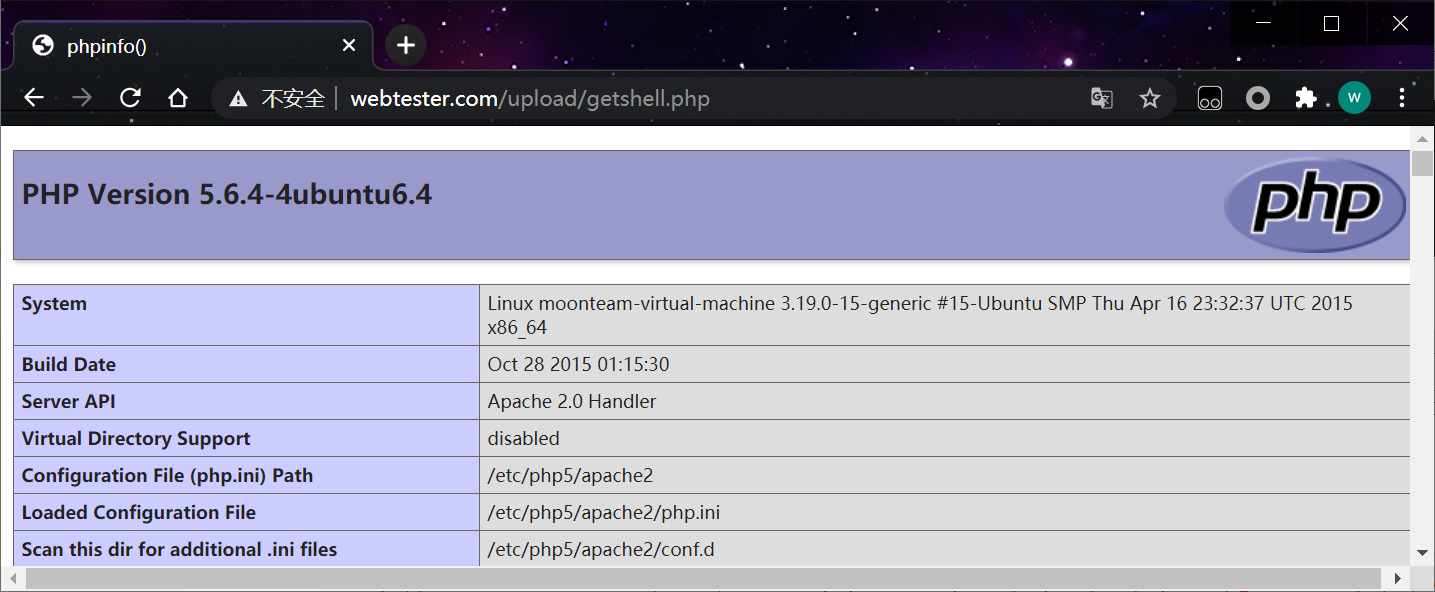 phpinfo()
不安全 webtester.com/upload/getshell.php
W
PHP Version 5.6.4-4ubuntu6.4
php
System
Linux moonteam-virtual-machine 3.19.0-15-generic #15-Ubuntu SMP Thu Apr 16 23:32:37 UTC 2015
x86_64
Build Date Oct 28 2015 01:15:30
Server API Apache 2.0 Handler
Virtual Directory Support disabled
Configuration File (php.ini) Path /etc/php5/apache2
Loaded Configuration File /etc/php5/apache2/php.ini
Scan this dir for additional .ini files /etc/php5/apache2/conf.d